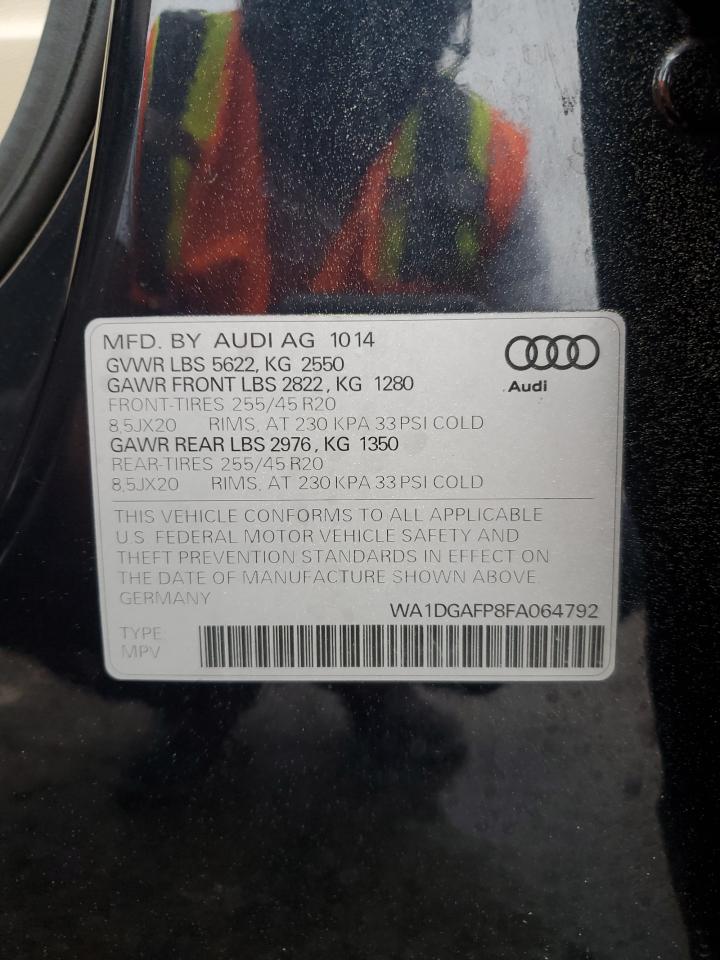 MFD. BY AUDI AG 1014
GVWR LBS 5622, KG 2550
GAWR FRONT LBS 2822, KG 1280
FRONT-TIRES 255/45 R20
8,5JX20 RIMS, AT 230 KPA 33 PSI COLD
GAWR REAR LBS 2976, KG 1350
REAR-TIRES 255/45 R20
8,5JX20 RIMS, AT 230 KPA 33 PSI COLD
Audi
THIS VEHICLE CONFORMS TO ALL APPLICABLE
U.S. FEDERAL MOTOR VEHICLE SAFETY AND
THEFT PREVENTION STANDARDS IN EFFECT ON
THE DATE OF MANUFACTURE SHOWN ABOVE.
GERMANY
WA1DGAFP8FA064792
TYPE
MPV